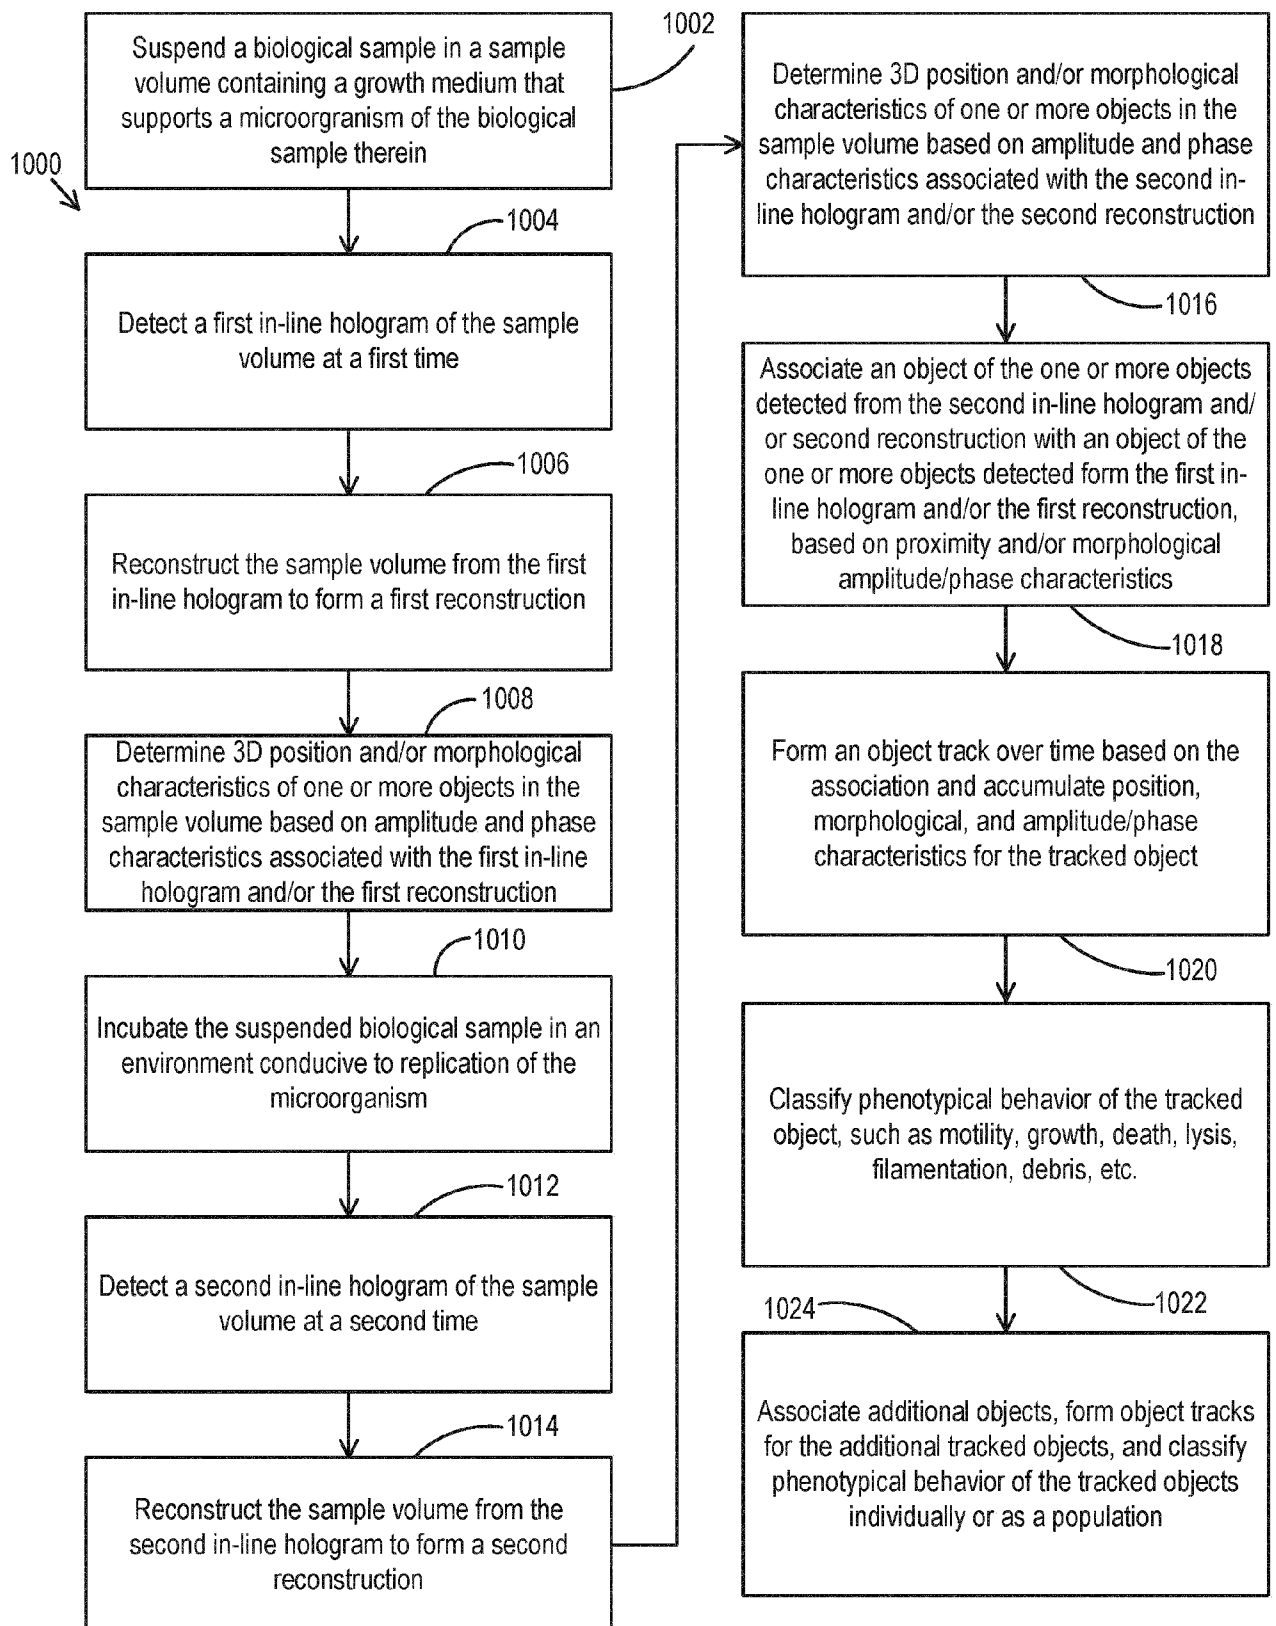 1000
1002
Suspend a biological sample in a sample
volume containing a growth medium that
supports a microorgranism of the biological
sample therein
1004
Detect a first in-line hologram of the sample
volume at a first time
1006
Reconstruct the sample volume from the first
in-line hologram to form a first reconstruction
1008
Determine 3D position and/or morphological
characteristics of one or more objects in the
sample volume based on amplitude and phase
characteristics associated with the first in-line
hologram and/or the first reconstruction
1010
Incubate the suspended biological sample in an
environment conducive to replication of the
microorganism
1012
Detect a second in-line hologram of the sample
volume at a second time
1014
Reconstruct the sample volume from the
second in-line hologram to form a second
reconstruction
Determine 3D position and/or morphological
characteristics of one or more objects in the
sample volume based on amplitude and phase
characteristics associated with the second in-
line hologram and/or the second reconstruction
1016
Associate an object of the one or more objects
detected from the second in-line hologram and/
or second reconstruction with an object of the
one or more objects detected form the first in-
line hologram and/or the first reconstruction,
based on proximity and/or morphological
amplitude/phase characteristics
1018
Form an object track over time based on the
association and accumulate position,
morphological, and amplitude/phase
characteristics for the tracked object
1020
Classify phenotypical behavior of the tracked
object, such as motility, growth, death, lysis,
filamentation, debris, etc.
1022
1024
Associate additional objects, form object tracks
for the additional tracked objects, and classify
phenotypical behavior of the tracked objects
individually or as a population